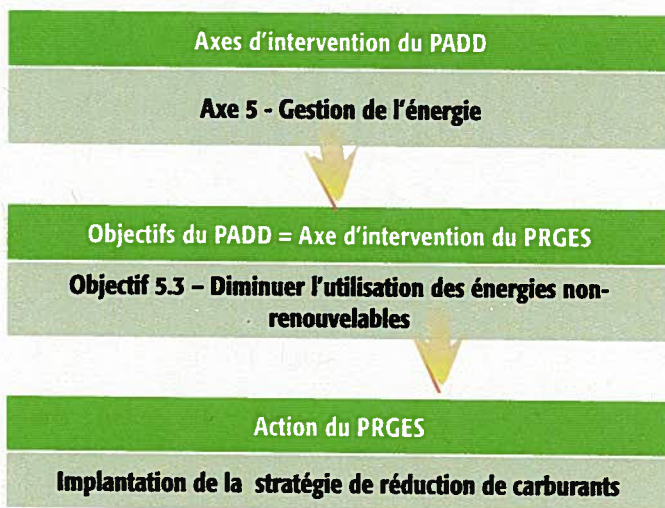 Axes d'intervention du PADD
Axe 5 - Gestion de l'énergie
Objectifs du PADD = Axe d'intervention du PRGES
Objectif 5.3 – Diminuer l'utilisation des énergies non-
renouvelables
Action du PRGES
Implantation de la stratégie de réduction de carburants